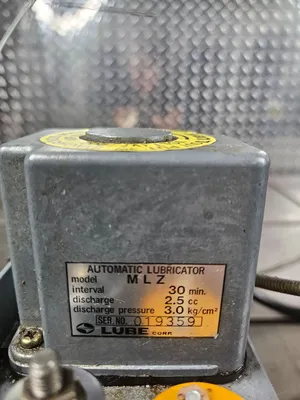 AUTOMATIC LUBRICATOR
model MLZ
interval 30 min.
discharge 2.5 cc
discharge pressure 3.0 kg/cm²
SER.NO. 019359
LUBE CORP.